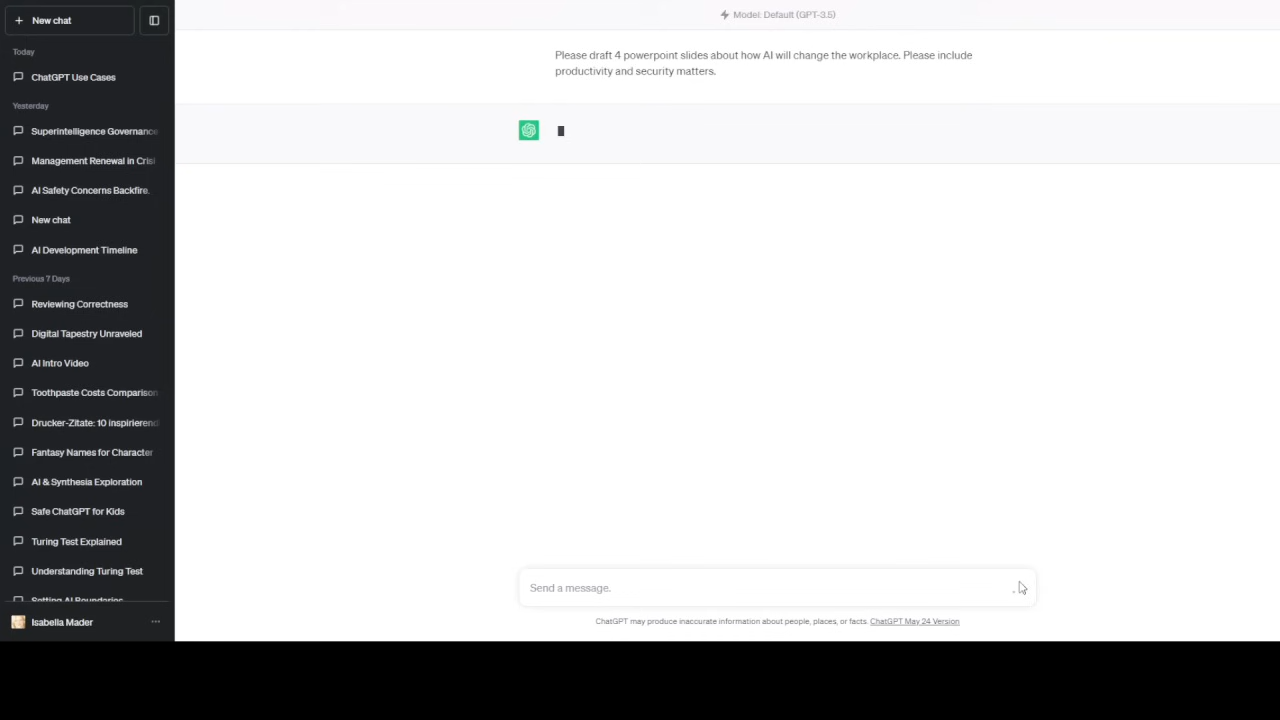 New chat
Today
ChatGPT Use Cases
Yesterday
Superintelligence Governance
Management Renewal in Crisi
AI Safety Concerns Backfire.
New chat
AI Development Timeline
Previous 7 Days
Reviewing Correctness
Digital Tapestry Unraveled
AI Intro Video
Toothpaste Costs Comparison
Drucker-Zitate: 10 inspirierend
Fantasy Names for Character
AI & Synthesia Exploration
Safe ChatGPT for Kids
Turing Test Explained
Understanding Turing Test
Setting AI Boundaries
Isabella Mader
Model: Default (GPT-3.5)
Please draft 4 powerpoint slides about how AI will change the workplace. Please include
productivity and security matters.
Send a message.
ChatGPT may produce inaccurate information about people, places, or facts. ChatGPT May 24 Version